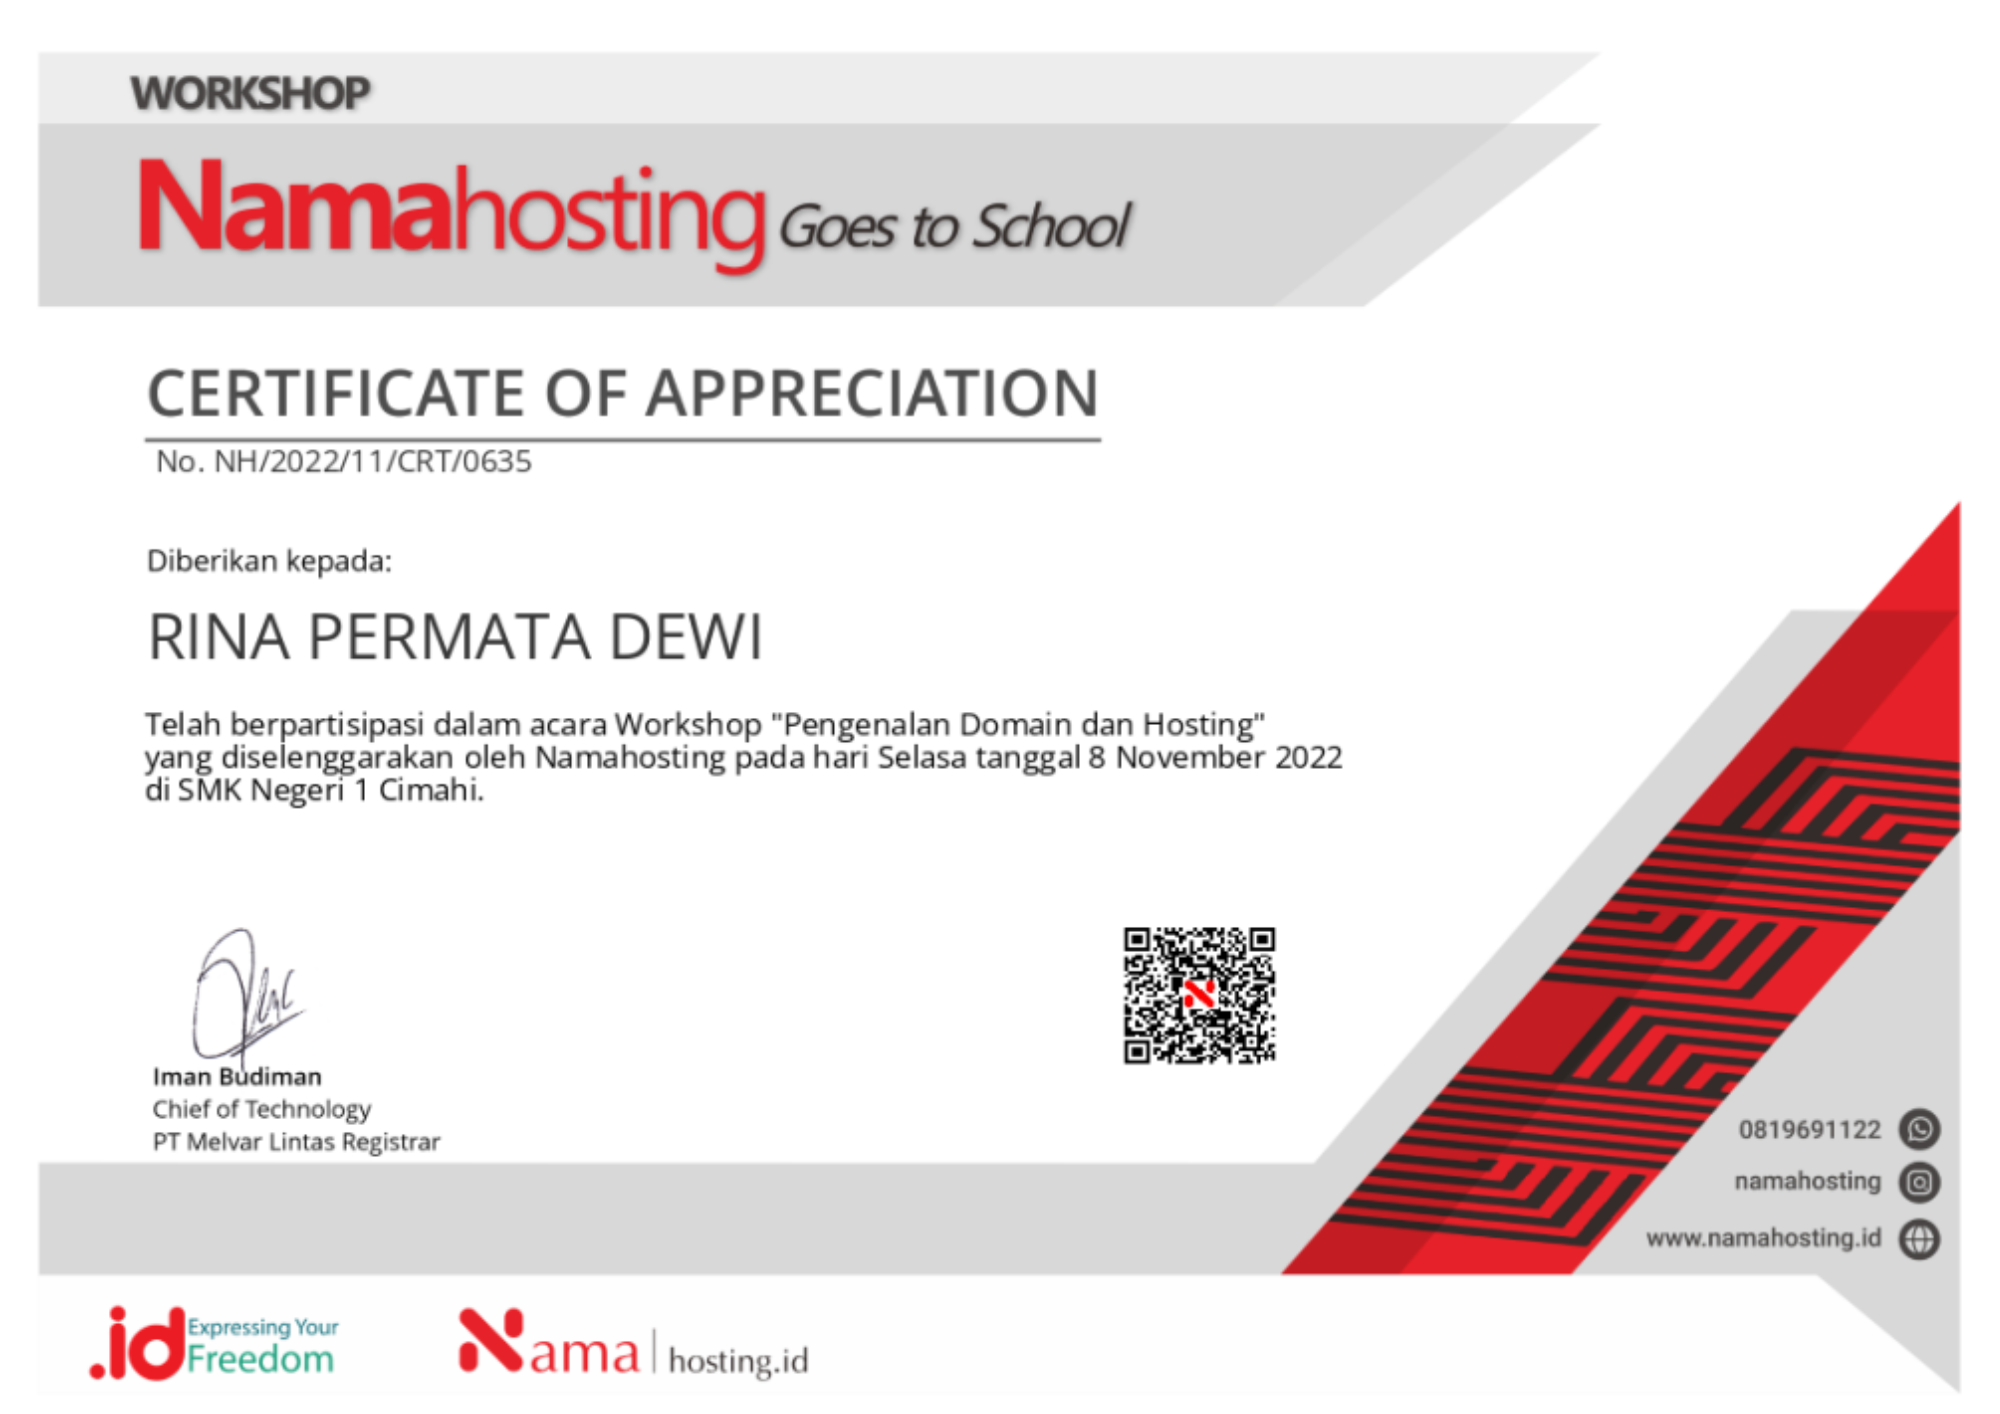 WORKSHOP
Namahosting Goes to School
CERTIFICATE OF APPRECIATION
No. NH/2022/11/CRT/0635
Diberikan kepada:
RINA PERMATA DEWI
Telah berpartisipasi dalam acara Workshop "Pengenalan Domain dan Hosting"
yang diselenggarakan oleh Namahosting pada hari Selasa tanggal 8 November 2022
di SMK Negeri 1 Cimahi.
Iman Budiman
Chief of Technology
PT Melvar Lintas Registrar
0819691122
namahosting
www.namahosting.id
.id Expressing Your
Freedom
Nama hosting.id